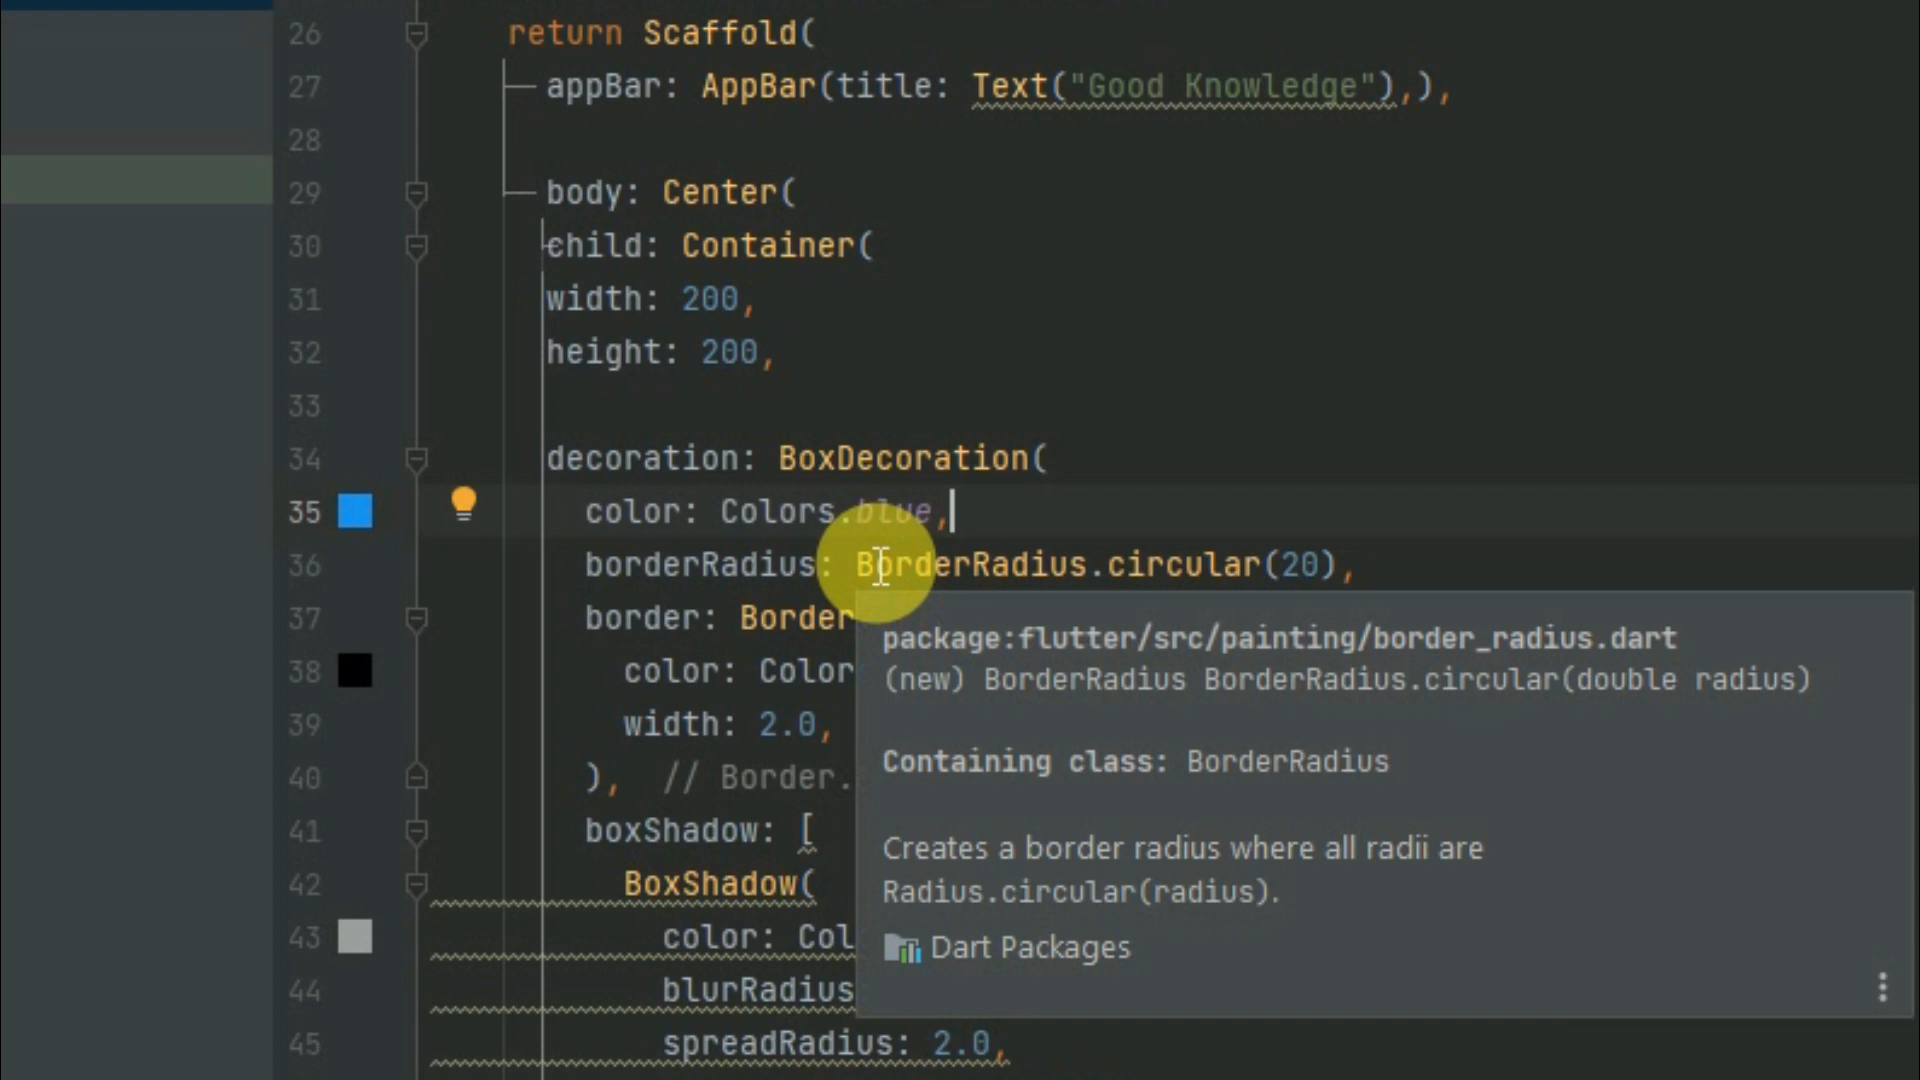 26 return Scaffold(
27 appBar: AppBar(title: Text("Good Knowledge"),),
28
29 body: Center(
30 child: Container(
31 width: 200,
32 height: 200,
33
34 decoration: BoxDecoration(
35 color: Colors.blue,
36 borderRadius: BorderRadius.circular(20),
37 border: Border
38 color: Color
39 width: 2.0,
40 ), // Border.
41 boxShadow: [
42 BoxShadow(
43 color: Col
44 blurRadius
45 spreadRadius: 2.0,
package:flutter/src/painting/border_radius.dart
(new) BorderRadius BorderRadius.circular(double radius)
Containing class: BorderRadius
Creates a border radius where all radii are
Radius.circular(radius).
Dart Packages